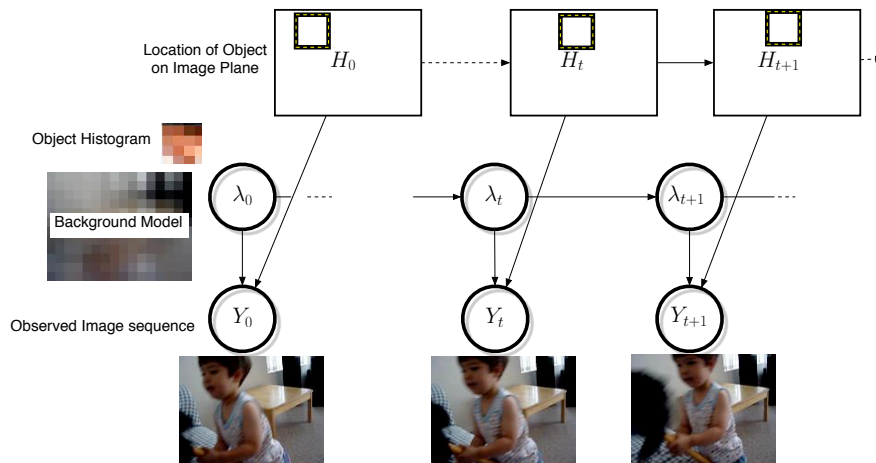 Location of Object
on Image Plane
H₀
Hₜ
Hₜ₊₁
Object Histogram
λ₀
λₜ
λₜ₊₁
Background Model
Y₀
Yₜ
Yₜ₊₁
Observed Image sequence